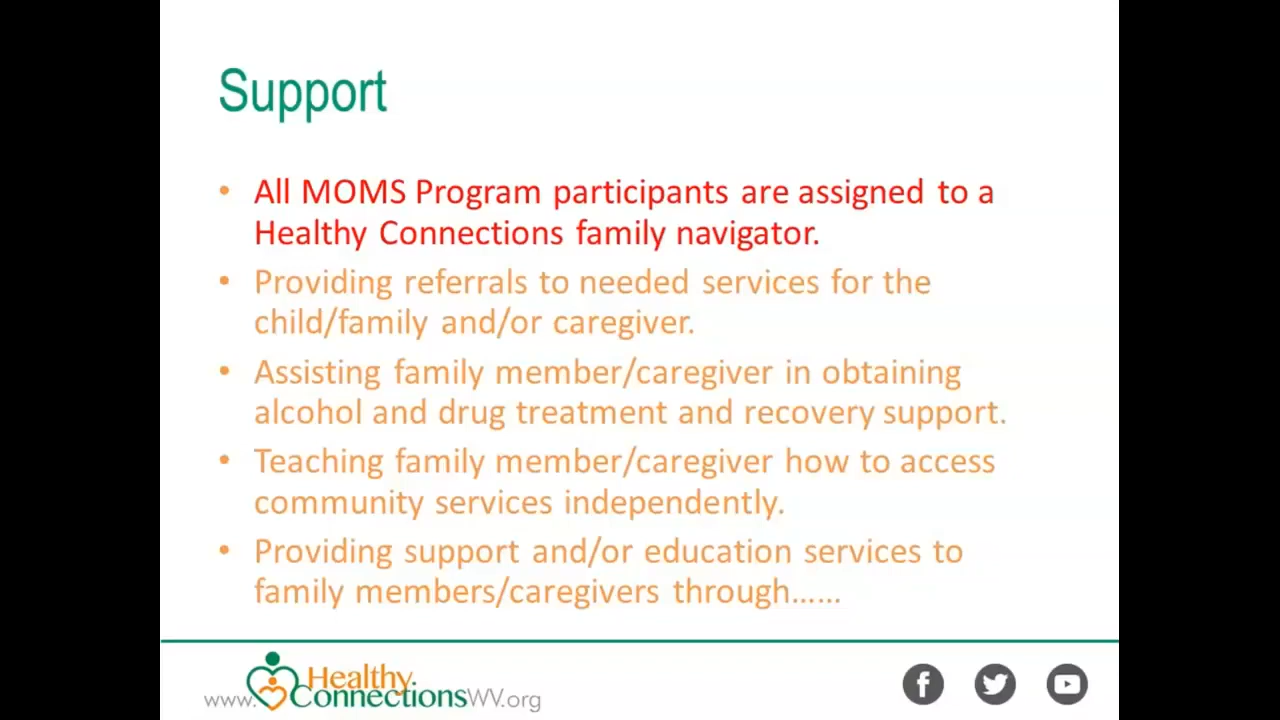 Support
• All MOMS Program participants are assigned to a
Healthy Connections family navigator.
• Providing referrals to needed services for the
child/family and/or caregiver.
• Assisting family member/caregiver in obtaining
alcohol and drug treatment and recovery support.
• Teaching family member/caregiver how to access
community services independently.
• Providing support and/or education services to
family members/caregivers through……
www.Healthy
ConnectionsWV.org